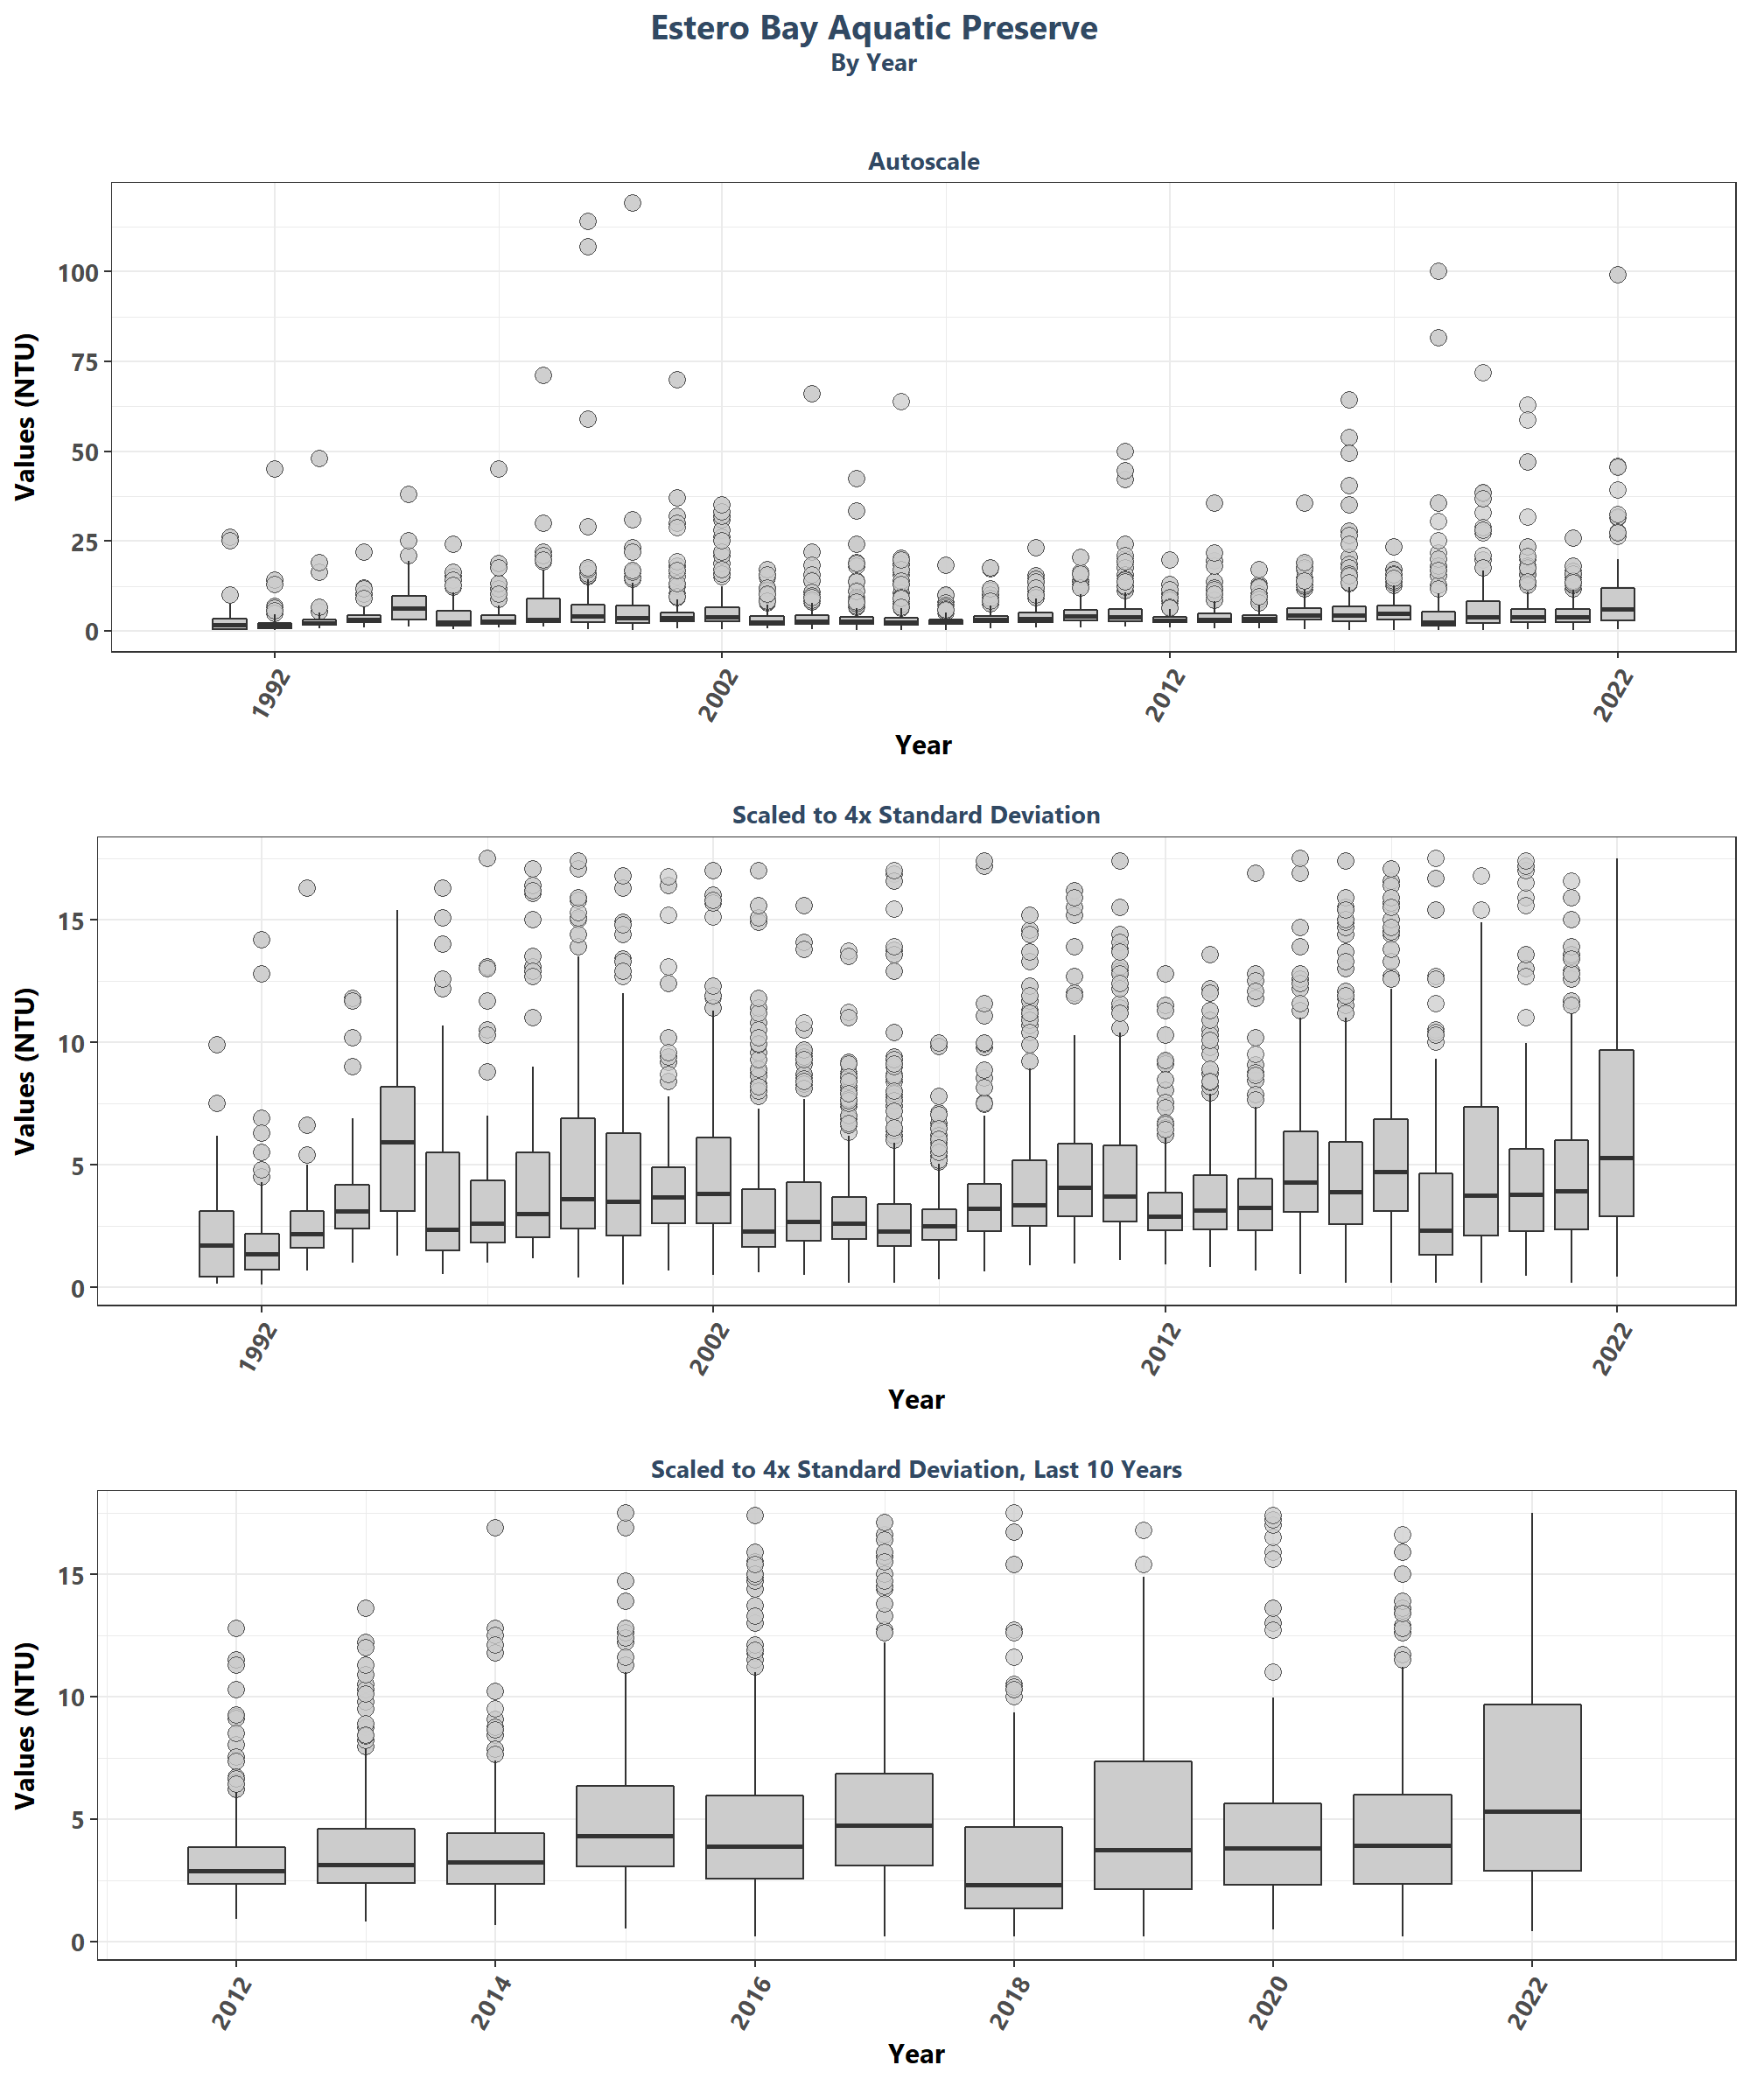 Estero Bay Aquatic Preserve
By Year
Autoscale
Values (NTU)
100
75
50
25
0
1992
2002
2012
2022
Year
Scaled to 4x Standard Deviation
Values (NTU)
15
10
5
0
1992
2002
2012
2022
Year
Scaled to 4x Standard Deviation, Last 10 Years
Values (NTU)
15
10
5
0
2012
2014
2016
2018
2020
2022
Year